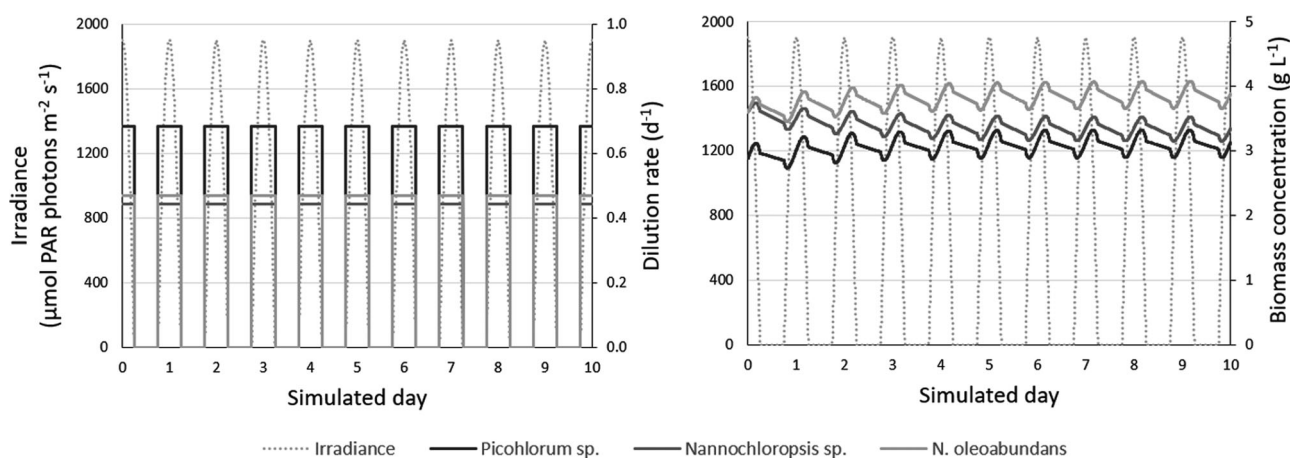 Irradiance
(µmol PAR photons m⁻² s⁻¹)
2000
1600
1200
800
400
0
1.0
0.8
0.6
0.4
0.2
0.0
Dilution rate (d⁻¹)
0 1 2 3 4 5 6 7 8 9 10
Simulated day
2000
1600
1200
800
400
0
5
4
3
2
1
0
Biomass concentration (g L⁻¹)
0 1 2 3 4 5 6 7 8 9 10
Simulated day
Irradiance Picohlorum sp. Nannochloropsis sp. N. oleoabundans